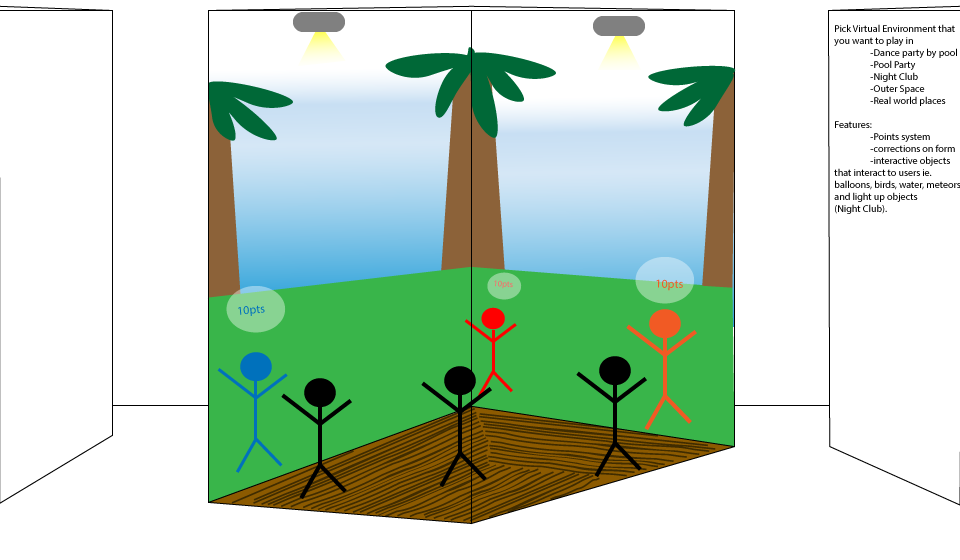 Pick Virtual Environment that
you want to play in
-Dance party by pool
-Pool Party
-Night Club
-Outer Space
-Real world places
Features:
-Points system
-corrections on form
-interactive objects
that interact to users ie.
balloons, birds, water, meteors
and light up objects
(Night Club).
10pts
10pts
10pts